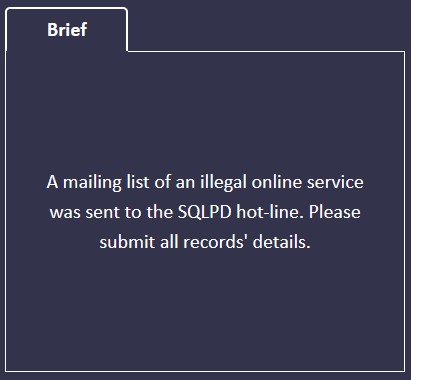 Brief
A mailing list of an illegal online service
was sent to the SQLPD hot-line. Please
submit all records' details.